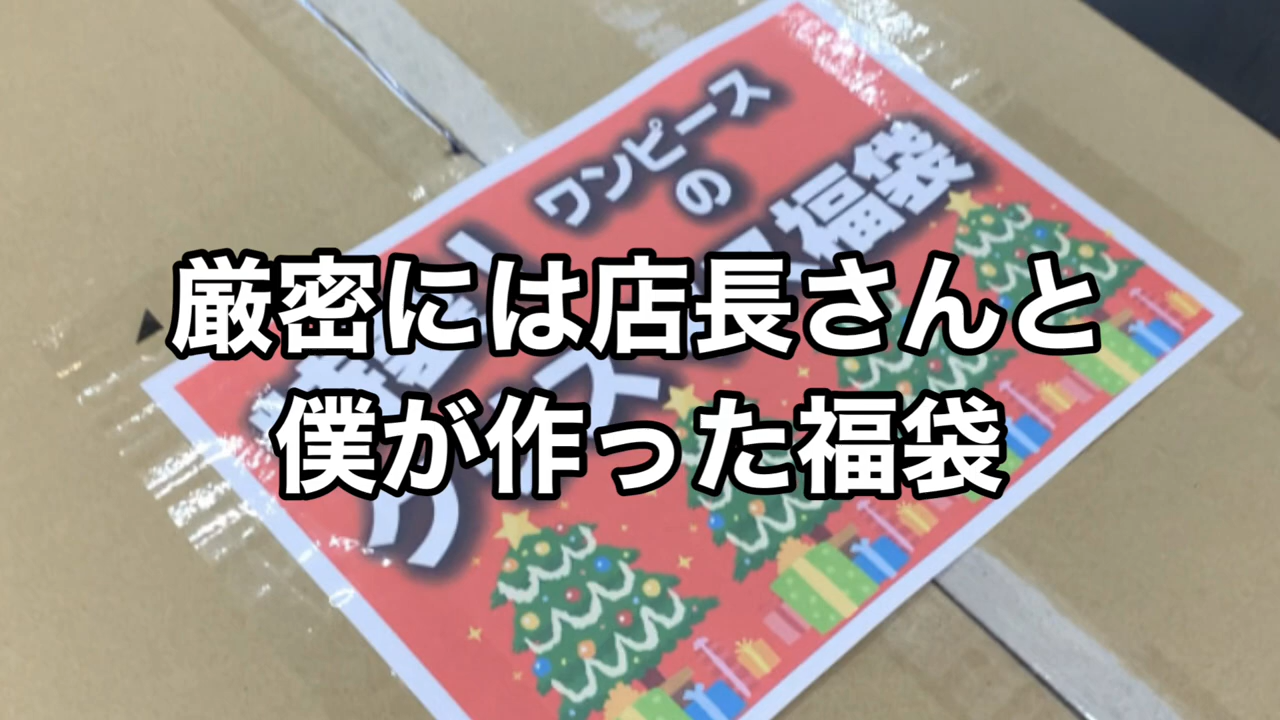 ワンピース
の
福袋
厳密には店長さんと
僕が作った福袋